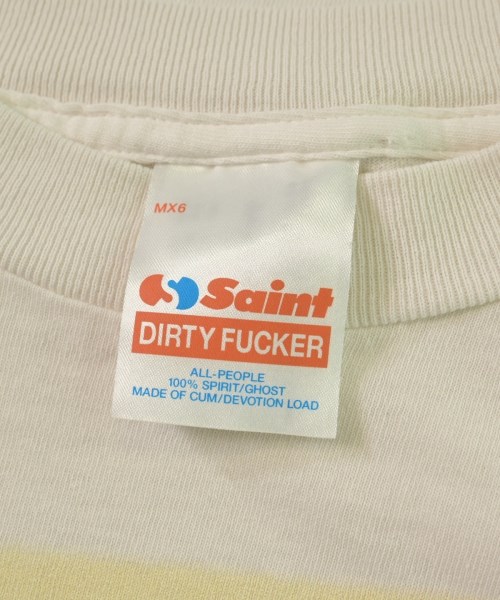 MX6
Saint
DIRTY FUCKER
ALL-PEOPLE
100% SPIRIT/GHOST
MADE OF CUM/DEVOTION LOAD